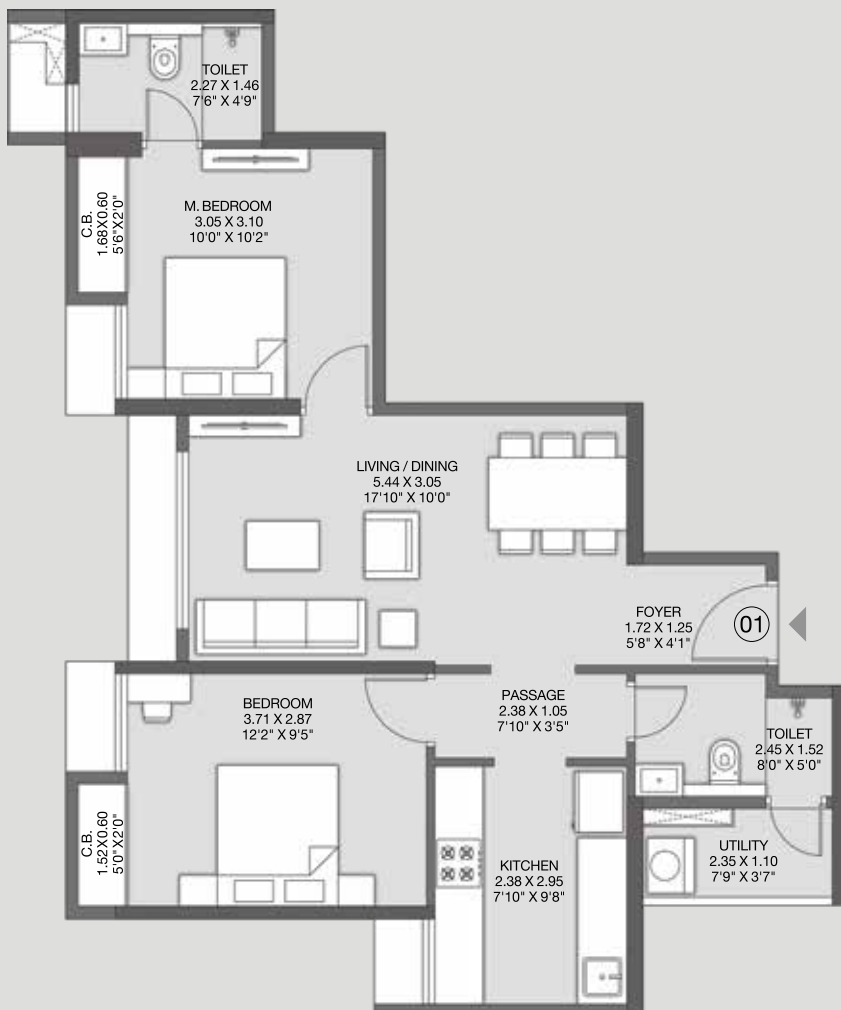 TOILET
2.27 X 1.46
7'6" X 4'9"
C.B.
1.68X0.60
5'6"X2'0"
M. BEDROOM
3.05 X 3.10
10'0" X 10'2"
LIVING / DINING
5.44 X 3.05
17'10" X 10'0"
FOYER
1.72 X 1.25
5'8" X 4'1"
01
BEDROOM
3.71 X 2.87
12'2" X 9'5"
PASSAGE
2.38 X 1.05
7'10" X 3'5"
TOILET
2.45 X 1.52
8'0" X 5'0"
C.B.
1.52X0.60
5'0"X2'0"
KITCHEN
2.38 X 2.95
7'10" X 9'8"
UTILITY
2.35 X 1.10
7'9" X 3'7"